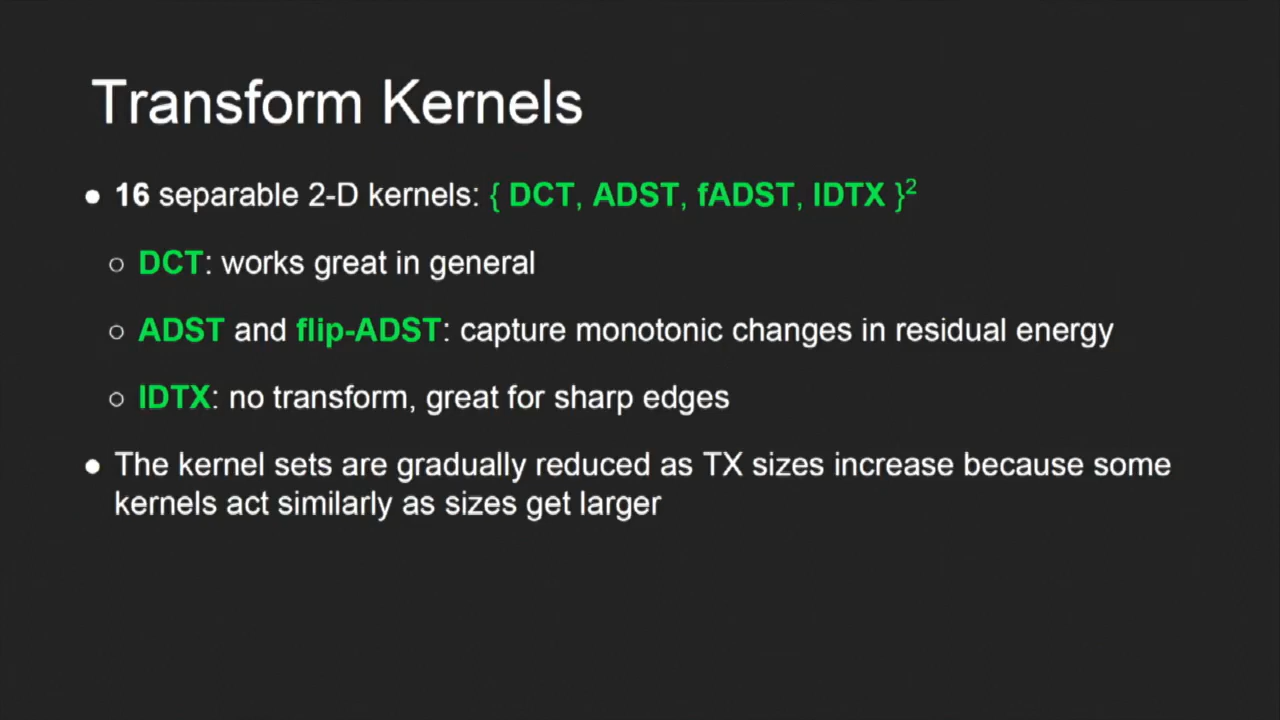 Transform Kernels
● 16 separable 2-D kernels: { DCT, ADST, fADST, IDTX }²
○ DCT: works great in general
○ ADST and flip-ADST: capture monotonic changes in residual energy
○ IDTX: no transform, great for sharp edges
● The kernel sets are gradually reduced as TX sizes increase because some
kernels act similarly as sizes get larger